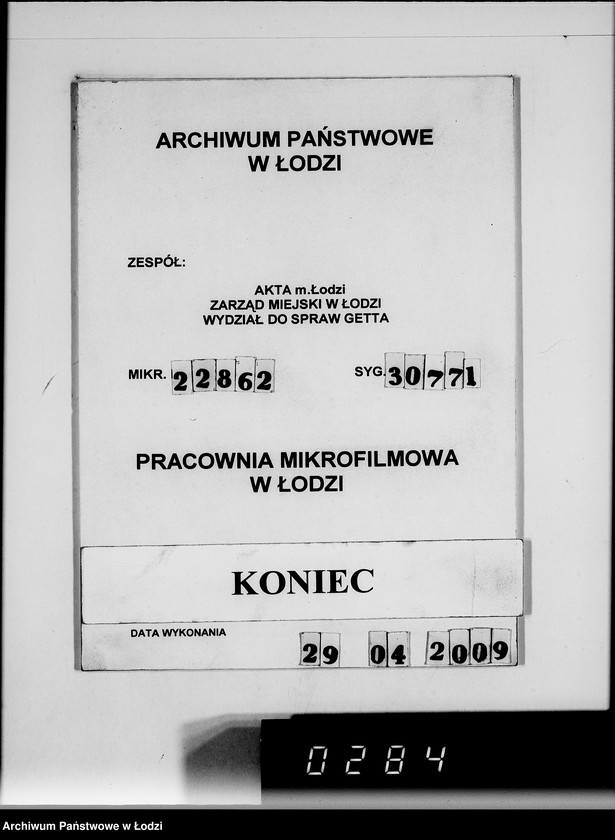 ARCHIWUM PAŃSTWOWE
W ŁODZI
ZESPÓŁ:
AKTA m.Łodzi
ZARZĄD MIEJSKI W ŁODZI
WYDZIAŁ DO SPRAW GETTA
MIKR. 22862 SYG. 30771
PRACOWNIA MIKROFILMOWA
W ŁODZI
KONIEC
DATA WYKONANIA 29 04 2009
0284
Archiwum Państwowe w Łodzi